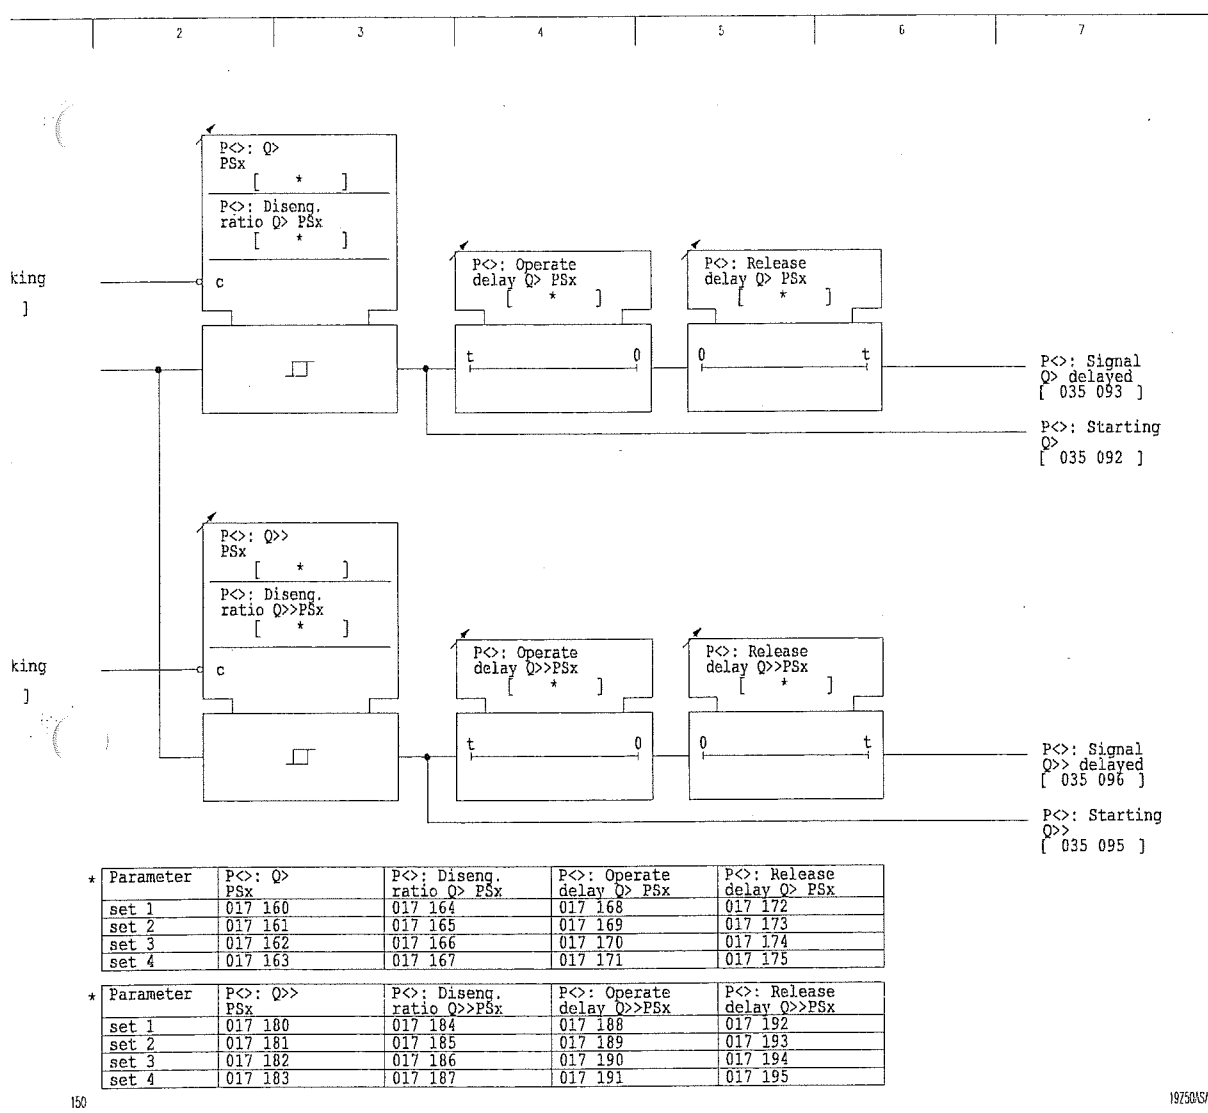 2 3 4 5 6 7
P<>: Q>
PSx
[ * ]
P<>: Diseng.
ratio Q> PSx
[ * ]
king
]
c
P<>: Operate
delay Q> PSx
[ * ]
P<>: Release
delay Q> PSx
[ * ]
t 0
0 t
P<>: Signal
Q> delayed
[ 035 093 ]
P<>: Starting
Q>
[ 035 092 ]
P<>: Q>>
PSx
[ * ]
P<>: Diseng.
ratio Q>>PSx
[ * ]
king
]
c
P<>: Operate
delay Q>>PSx
[ * ]
P<>: Release
delay Q>>PSx
[ * ]
t 0
0 t
P<>: Signal
Q>> delayed
[ 035 096 ]
P<>: Starting
Q>>
[ 035 095 ]
* Parameter P<>: Q> P<>: Diseng. P<>: Operate P<>: Release
PSx ratio Q> PSx delay Q> PSx delay Q> PSx
set 1 017 160 017 164 017 168 017 172
set 2 017 161 017 165 017 169 017 173
set 3 017 162 017 166 017 170 017 174
set 4 017 163 017 167 017 171 017 175
* Parameter P<>: Q>> P<>: Diseng. P<>: Operate P<>: Release
PSx ratio Q>>PSx delay Q>>PSx delay Q>>PSx
set 1 017 180 017 184 017 188 017 192
set 2 017 181 017 185 017 189 017 193
set 3 017 182 017 186 017 190 017 194
set 4 017 183 017 187 017 191 017 195
150